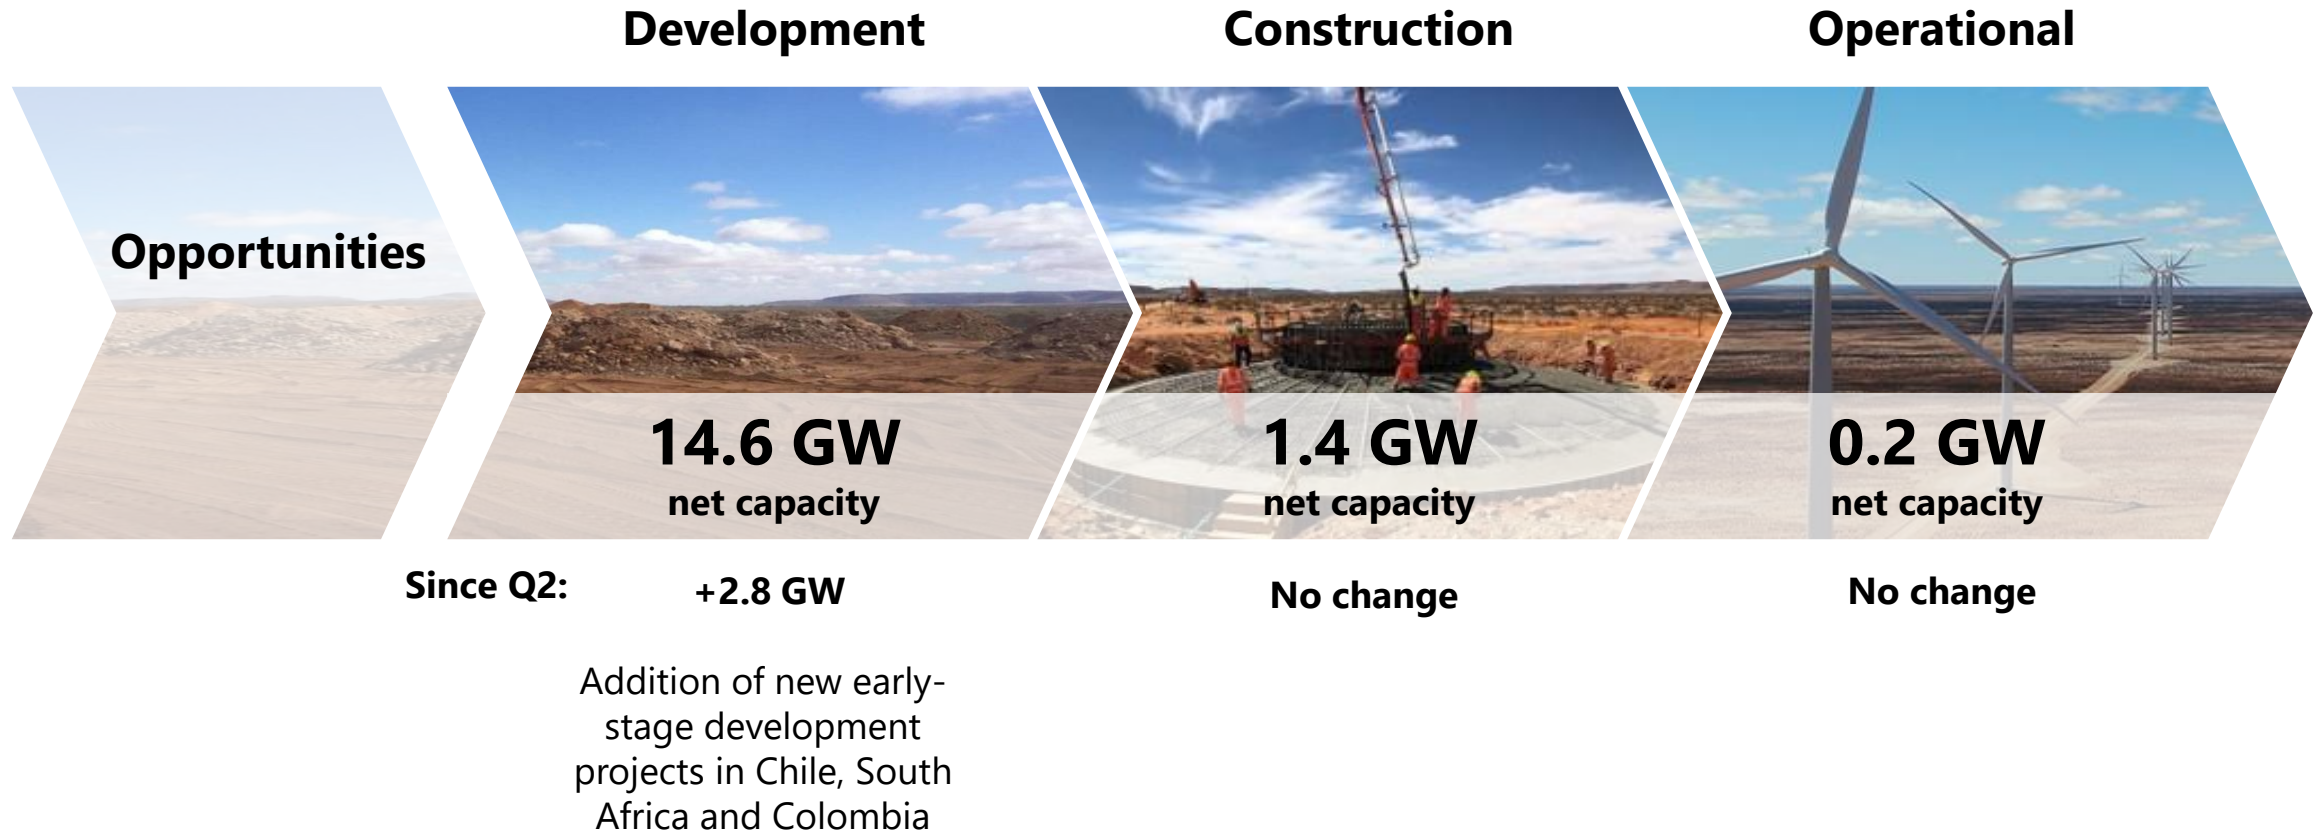 Development
Construction
Operational
Opportunities
14.6 GW
net capacity
1.4 GW
net capacity
0.2 GW
net capacity
Since Q2:
+2.8 GW
No change
No change
Addition of new early-
stage development
projects in Chile, South
Africa and Colombia